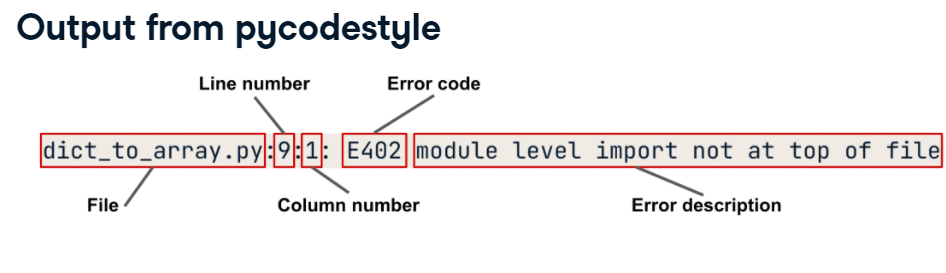 Output from pycodestyle
Line number Error code
dict_to_array.py:9:1: E402 module level import not at top of file
File Column number Error description